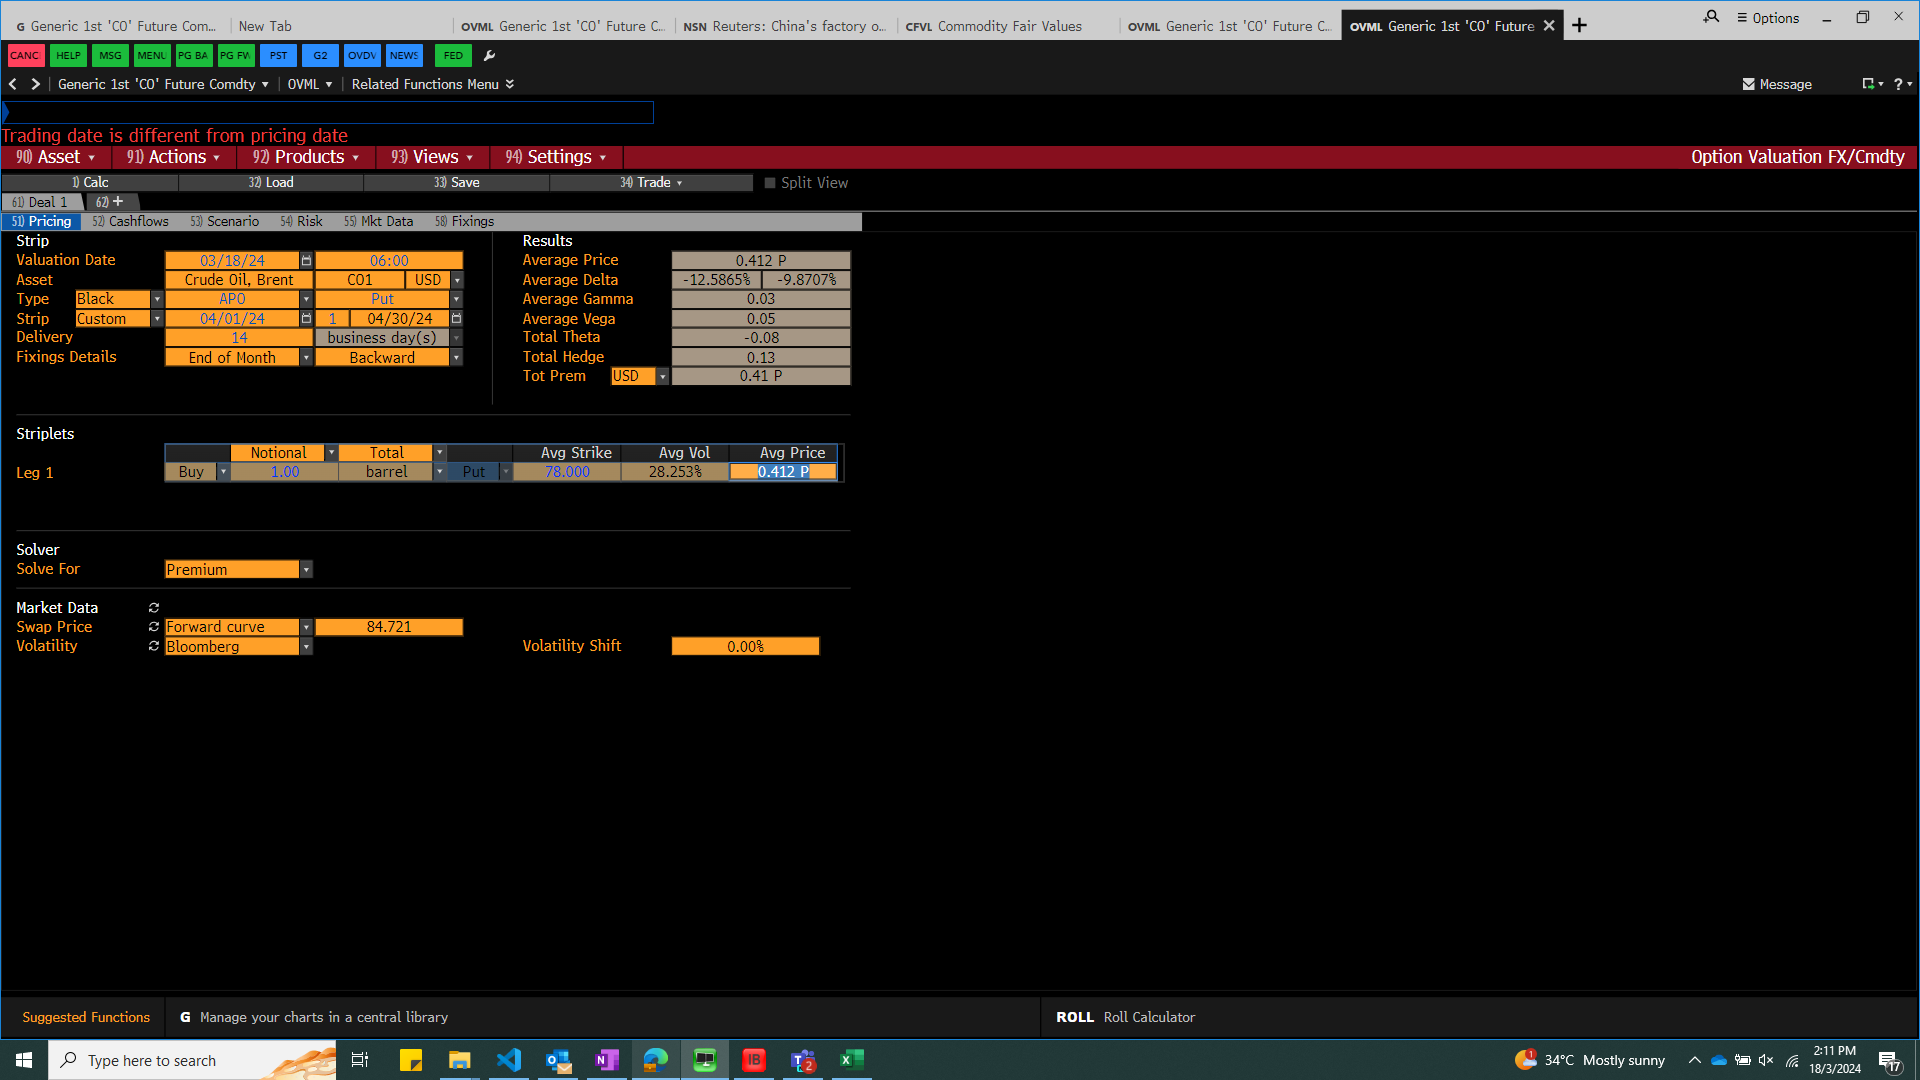 G Generic 1st 'CO' Future Com... New Tab OVML Generic 1st 'CO' Future C... NSN Reuters: China's factory o... CFVL Commodity Fair Values OVML Generic 1st 'CO' Future C... OVML Generic 1st 'CO' Future Options
CANC HELP MSG MENU PG BA PG FW PST G2 OVDV NEWS FED
Generic 1st 'CO' Future Comdty OVML Related Functions Menu Message ?
Trading date is different from pricing date
90) Asset 91) Actions 92) Products 93) Views 94) Settings Option Valuation FX/Cmdty
1) Calc 32) Load 33) Save 34) Trade Split View
61) Deal 1 62) +
51) Pricing 52) Cashflows 53) Scenario 54) Risk 55) Mkt Data 58) Fixings
Strip Results
Valuation Date 03/18/24 06:00 Average Price 0.412 P
Asset Crude Oil, Brent CO1 USD Average Delta -12.5865% -9.8707%
Type Black APO Put Average Gamma 0.03
Strip Custom 04/01/24 1 04/30/24 Average Vega 0.05
Delivery 14 business day(s) Total Theta -0.08
Fixings Details End of Month Backward Total Hedge 0.13
Tot Prem USD 0.41 P
Striplets
Notional Total Avg Strike Avg Vol Avg Price
Leg 1 Buy 1.00 barrel Put 78.000 28.253% 0.412 P
Solver
Solve For Premium
Market Data
Swap Price Forward curve 84.721
Volatility Bloomberg Volatility Shift 0.00%
Suggested Functions G Manage your charts in a central library ROLL Roll Calculator
Type here to search N IB 2 1 34°C Mostly sunny 2:11 PM 17
18/3/2024